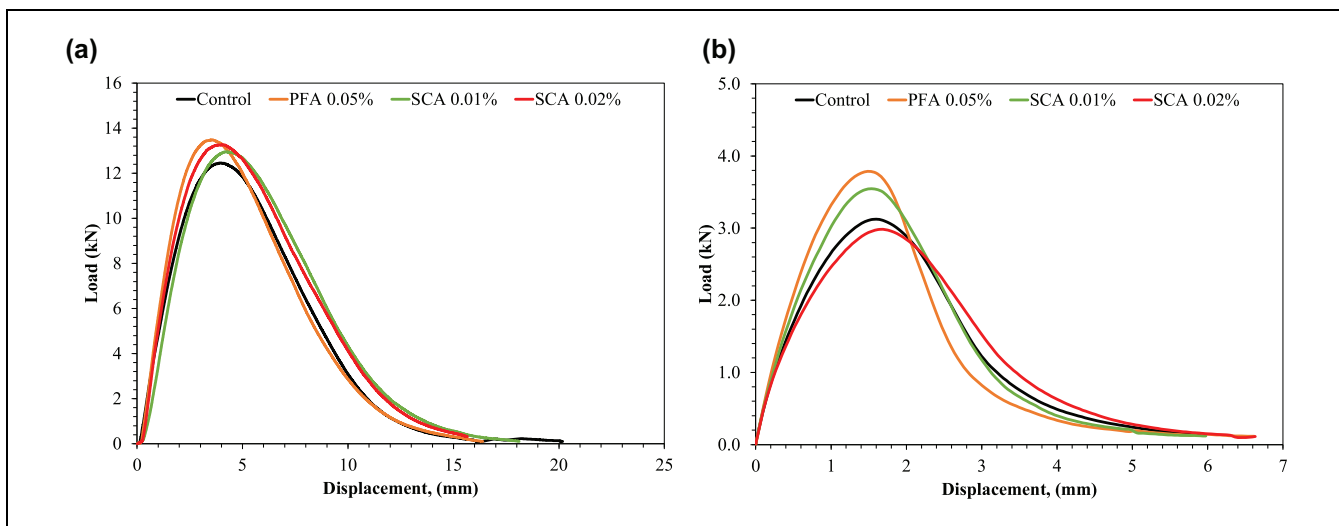 (a)
16
14
12
10
8
6
4
2
0
Load (kN)
Control PFA 0.05% SCA 0.01% SCA 0.02%
0 5 10 15 20 25
Displacement, (mm)
(b)
5.0
4.0
3.0
2.0
1.0
0.0
Load (kN)
Control PFA 0.05% SCA 0.01% SCA 0.02%
0 1 2 3 4 5 6 7
Displacement, (mm)